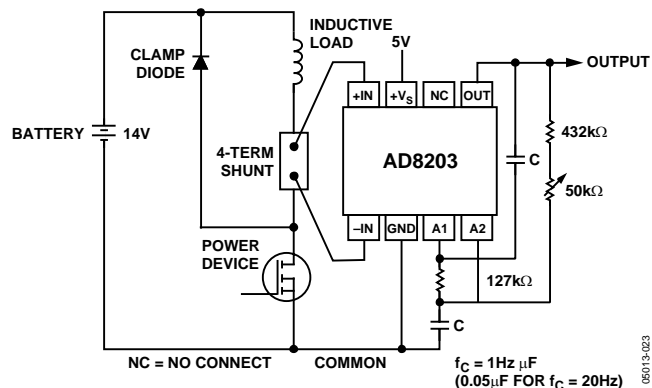 INDUCTIVE
LOAD
CLAMP
DIODE
5V
OUTPUT
+IN
+VS
NC
OUT
BATTERY
14V
4-TERM
SHUNT
AD8203
C
432kΩ
50kΩ
–IN
GND
A1
A2
POWER
DEVICE
127kΩ
C
NC = NO CONNECT
COMMON
fC = 1Hz µF
(0.05µF FOR fC = 20Hz)
05013-023